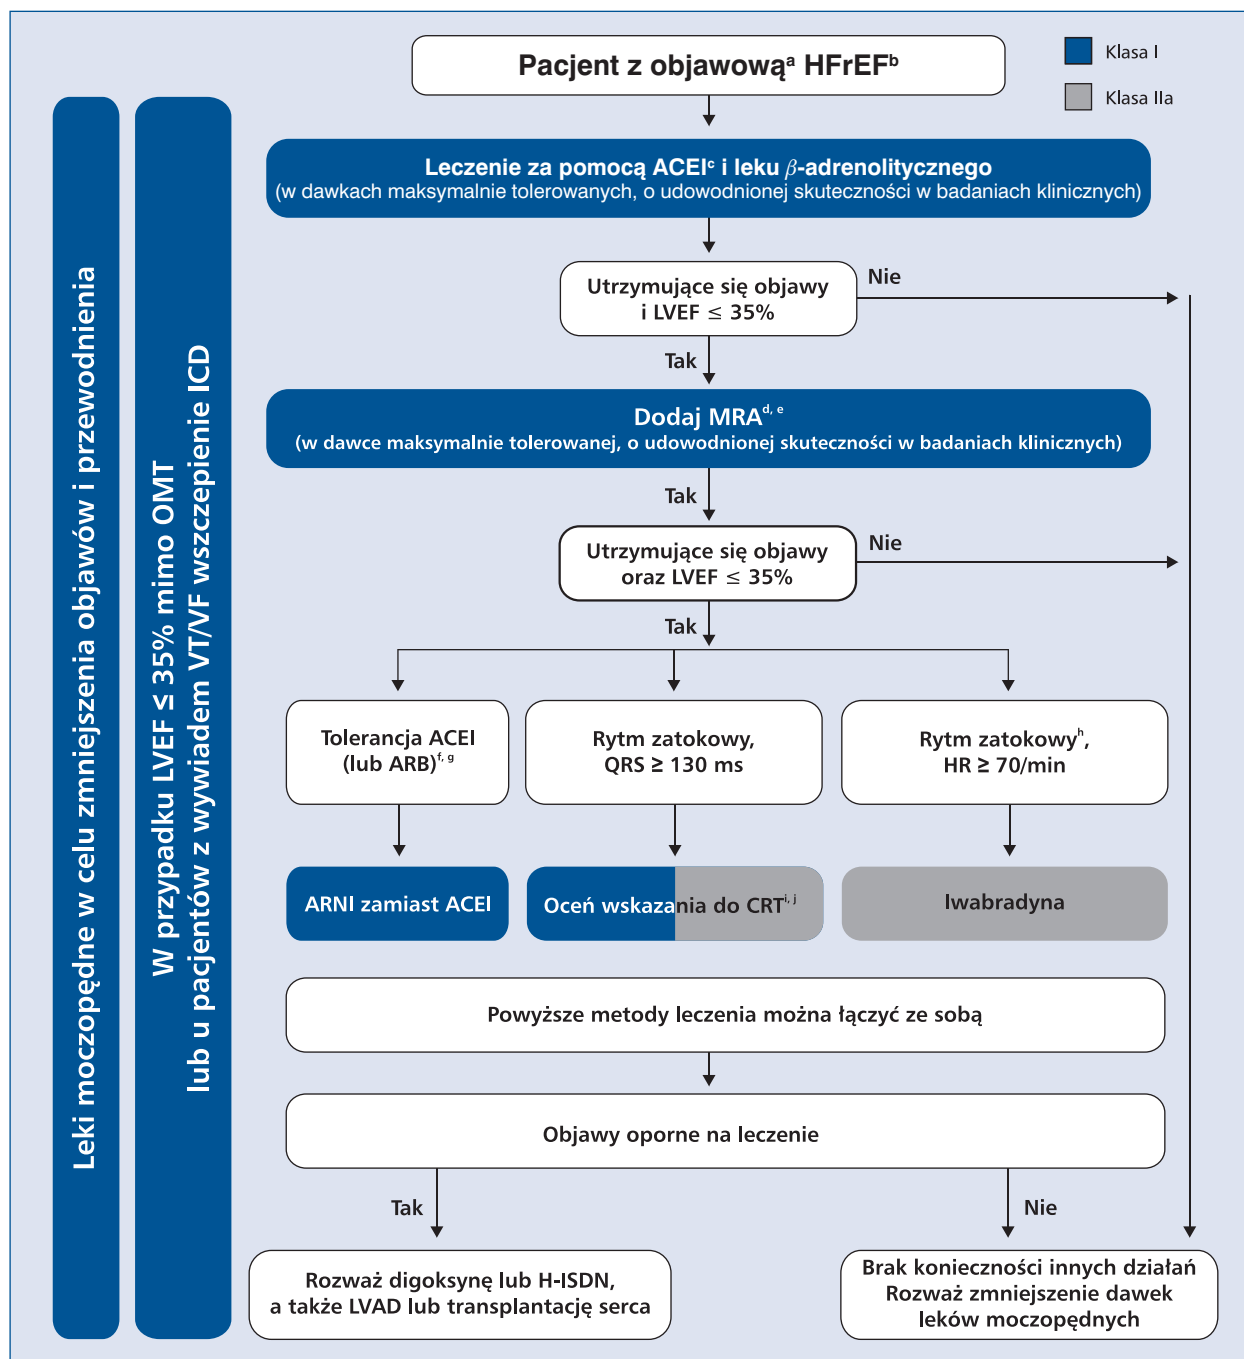 Pacjent z objawowąᵃ HFrEFᵇ
Klasa I
Klasa IIa
Leki moczopędne w celu zmniejszenia objawów i przewodnienia
W przypadku LVEF ≤ 35% mimo OMT
lub u pacjentów z wywiadem VT/VF wszczepienie ICD
Leczenie za pomocą ACEIᶜ i leku β-adrenolitycznego
(w dawkach maksymalnie tolerowanych, o udowodnionej skuteczności w badaniach klinicznych)
Utrzymujące się objawy
i LVEF ≤ 35%
Nie
Tak
Dodaj MRAᵈ, ᵉ
(w dawce maksymalnie tolerowanej, o udowodnionej skuteczności w badaniach klinicznych)
Tak
Utrzymujące się objawy
oraz LVEF ≤ 35%
Nie
Tak
Tolerancja ACEI
(lub ARB)ᶠ, ᵍ
Rytm zatokowy,
QRS ≥ 130 ms
Rytm zatokowyʰ,
HR ≥ 70/min
ARNI zamiast ACEI
Oceń wskazania do CRTⁱ, ʲ
Iwabradyna
Powyższe metody leczenia można łączyć ze sobą
Objawy oporne na leczenie
Tak
Nie
Rozważ digoksynę lub H-ISDN,
a także LVAD lub transplantację serca
Brak konieczności innych działań
Rozważ zmniejszenie dawek
leków moczopędnych